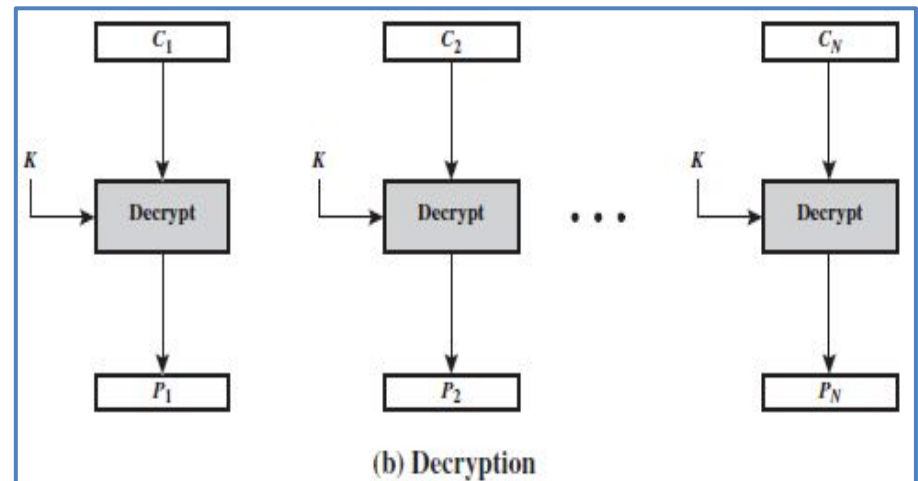 C1 C2 CN
K K K
Decrypt Decrypt • • • Decrypt
P1 P2 PN
(b) Decryption